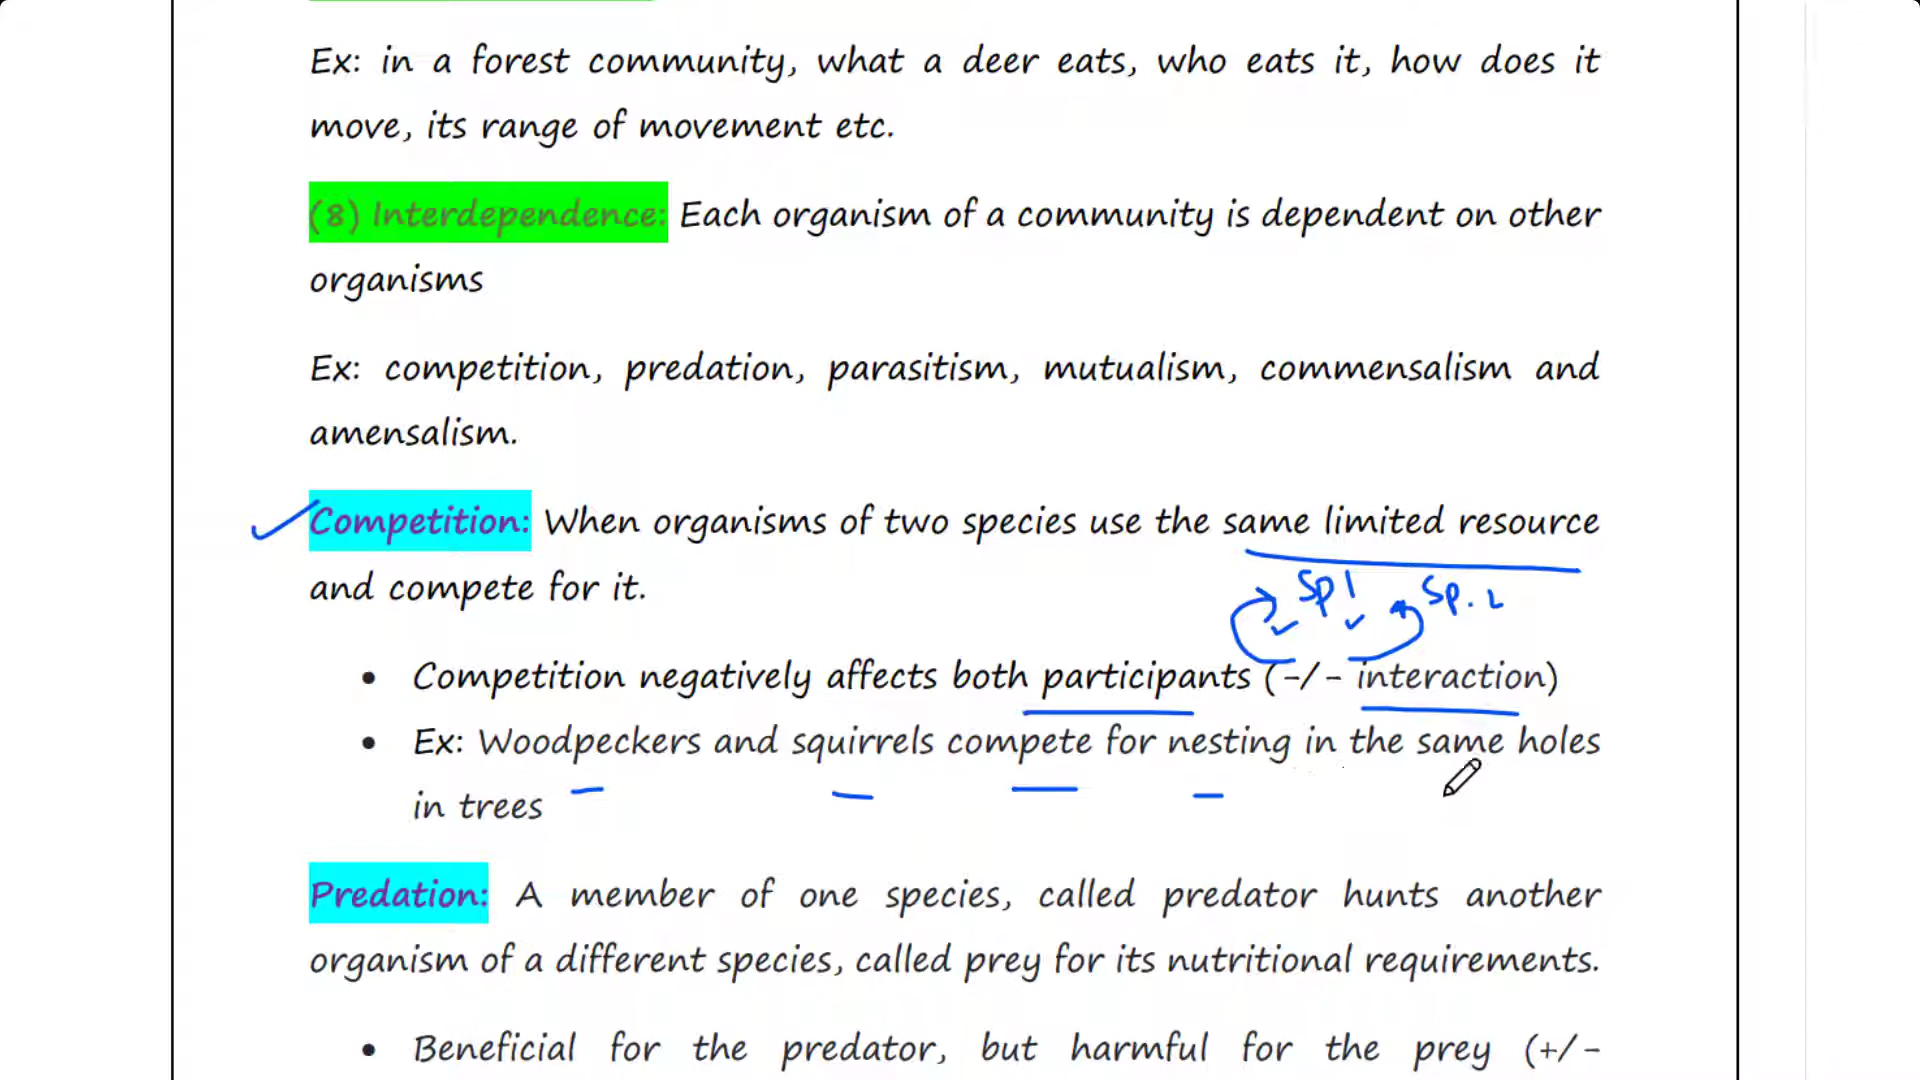 Ex: in a forest community, what a deer eats, who eats it, how does it
move, its range of movement etc.
(8) Interdependence: Each organism of a community is dependent on other
organisms
Ex: competition, predation, parasitism, mutualism, commensalism and
amensalism.
Competition: When organisms of two species use the same limited resource
and compete for it.
Sp 1 Sp. 2
• Competition negatively affects both participants (-/- interaction)
• Ex: Woodpeckers and squirrels compete for nesting in the same holes
in trees
Predation: A member of one species, called predator hunts another
organism of a different species, called prey for its nutritional requirements.
• Beneficial for the predator, but harmful for the prey (+/-